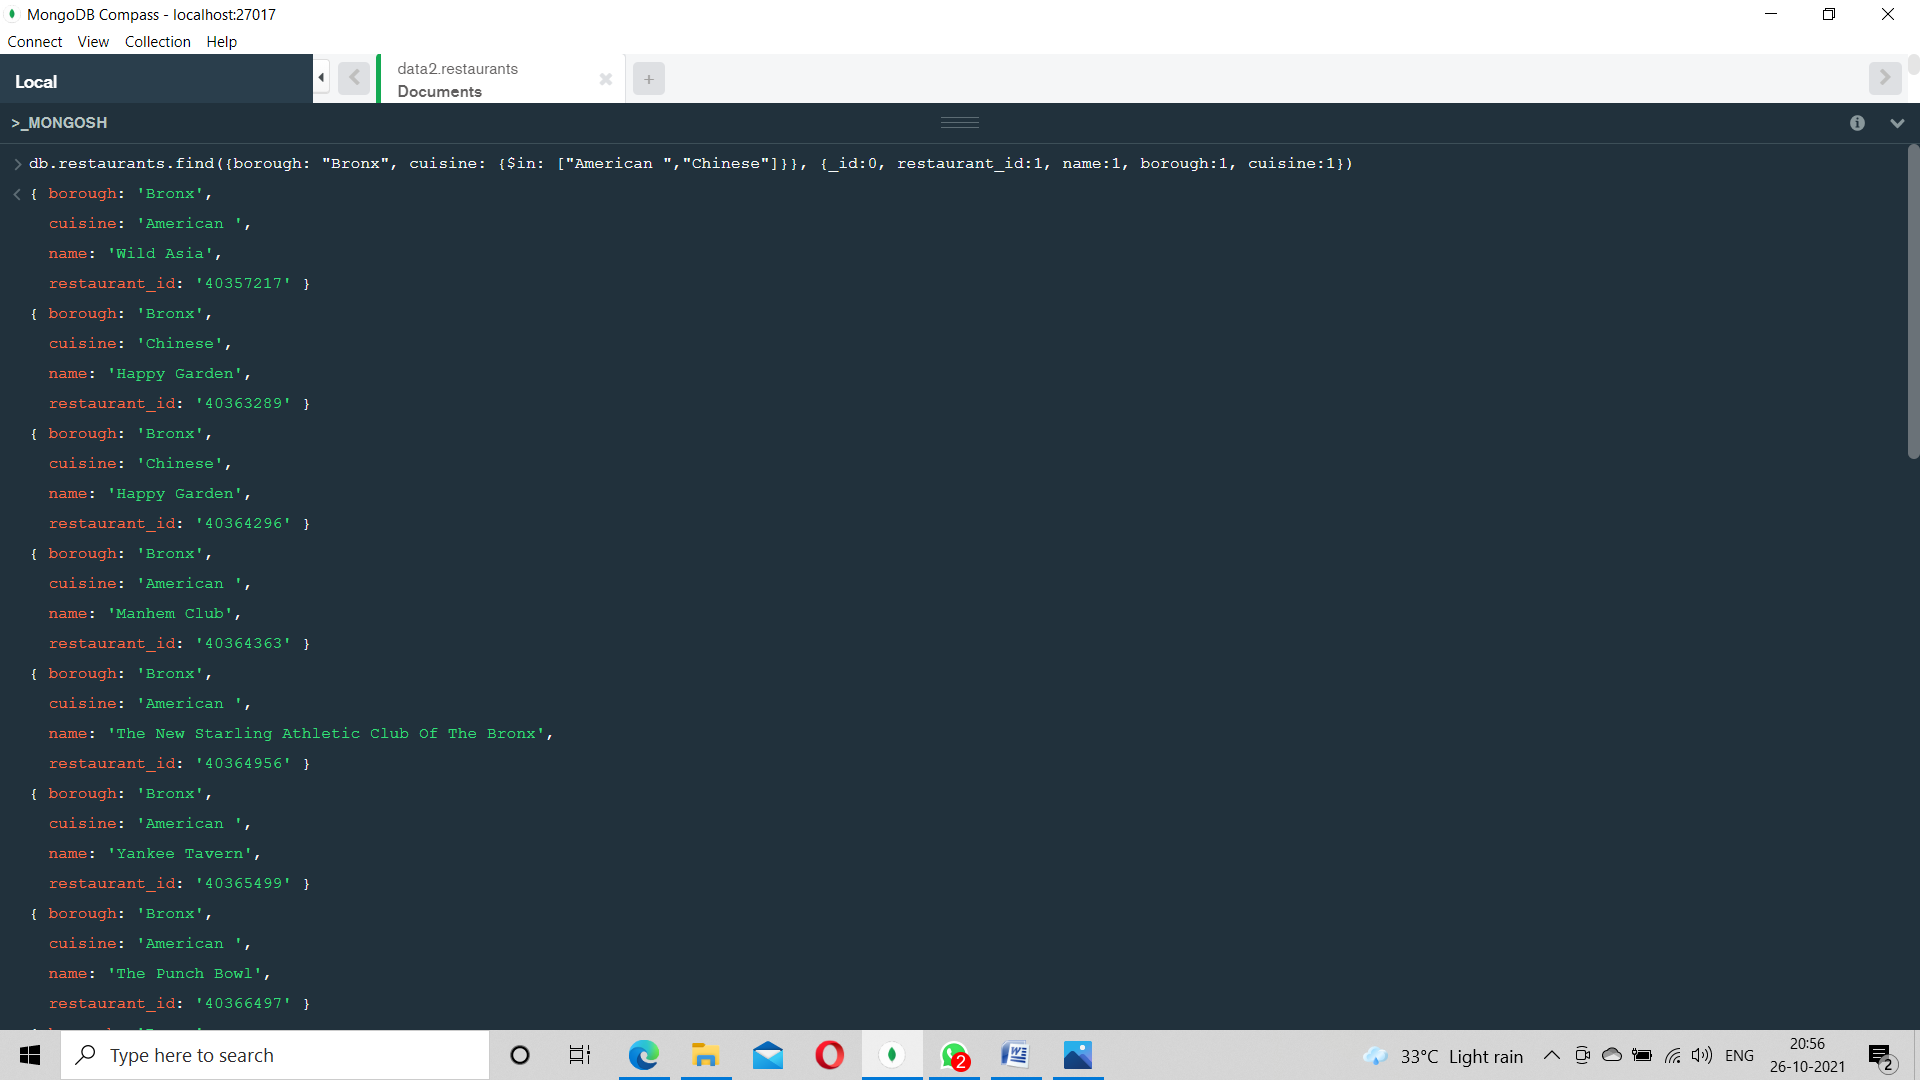 MongoDB Compass - localhost:27017
Connect View Collection Help
Local
data2.restaurants
Documents
>_MONGOSH
db.restaurants.find({borough: "Bronx", cuisine: {$in: ["American ","Chinese"]}}, {_id:0, restaurant_id:1, name:1, borough:1, cuisine:1})
{ borough: 'Bronx',
cuisine: 'American ',
name: 'Wild Asia',
restaurant_id: '40357217' }
{ borough: 'Bronx',
cuisine: 'Chinese',
name: 'Happy Garden',
restaurant_id: '40363289' }
{ borough: 'Bronx',
cuisine: 'Chinese',
name: 'Happy Garden',
restaurant_id: '40364296' }
{ borough: 'Bronx',
cuisine: 'American ',
name: 'Manhem Club',
restaurant_id: '40364363' }
{ borough: 'Bronx',
cuisine: 'American ',
name: 'The New Starling Athletic Club Of The Bronx',
restaurant_id: '40364956' }
{ borough: 'Bronx',
cuisine: 'American ',
name: 'Yankee Tavern',
restaurant_id: '40365499' }
{ borough: 'Bronx',
cuisine: 'American ',
name: 'The Punch Bowl',
restaurant_id: '40366497' }
Type here to search
2
33°C Light rain
ENG
20:56
26-10-2021
2